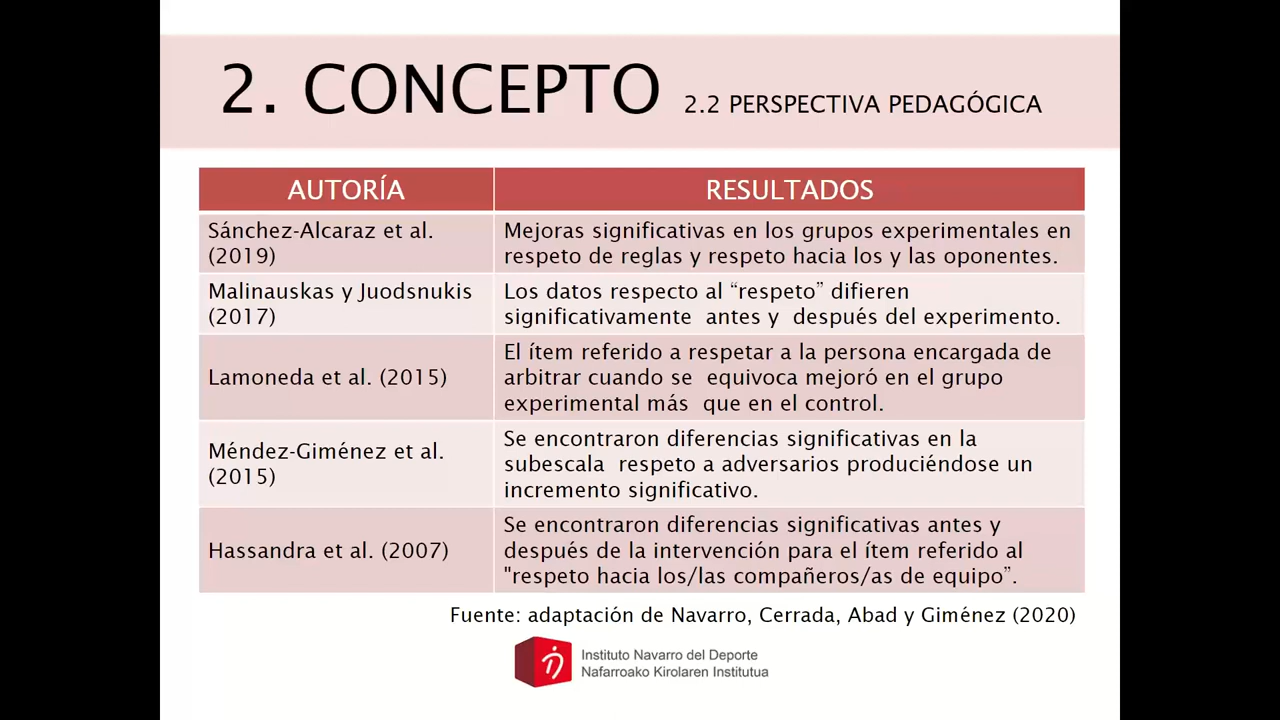 2. CONCEPTO 2.2 PERSPECTIVA PEDAGÓGICA
AUTORÍA
RESULTADOS
Sánchez-Alcaraz et al.
(2019)
Mejoras significativas en los grupos experimentales en
respeto de reglas y respeto hacia los y las oponentes.
Malinauskas y Juodsnukis
(2017)
Los datos respecto al “respeto” difieren
significativamente antes y después del experimento.
Lamoneda et al. (2015)
El ítem referido a respetar a la persona encargada de
arbitrar cuando se equivoca mejoró en el grupo
experimental más que en el control.
Méndez-Giménez et al.
(2015)
Se encontraron diferencias significativas en la
subescala respeto a adversarios produciéndose un
incremento significativo.
Hassandra et al. (2007)
Se encontraron diferencias significativas antes y
después de la intervención para el ítem referido al
"respeto hacia los/las compañeros/as de equipo”.
Fuente: adaptación de Navarro, Cerrada, Abad y Giménez (2020)
Instituto Navarro del Deporte
Nafarroako Kirolaren Institutua